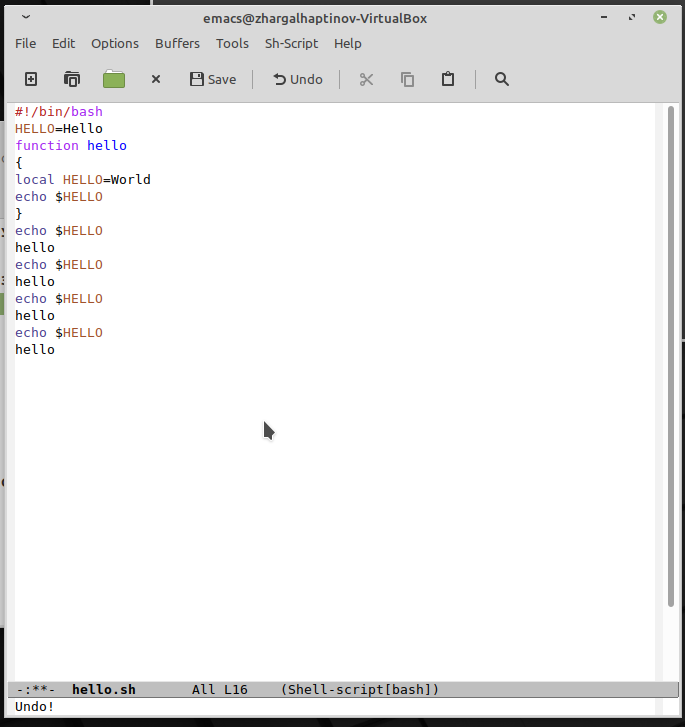 emacs@zhargalhaptinov-VirtualBox
File Edit Options Buffers Tools Sh-Script Help
Save Undo
#!/bin/bash
HELLO=Hello
function hello
{
local HELLO=World
echo $HELLO
}
echo $HELLO
hello
echo $HELLO
hello
echo $HELLO
hello
echo $HELLO
hello
-:**- hello.sh All L16 (Shell-script[bash])
Undo!